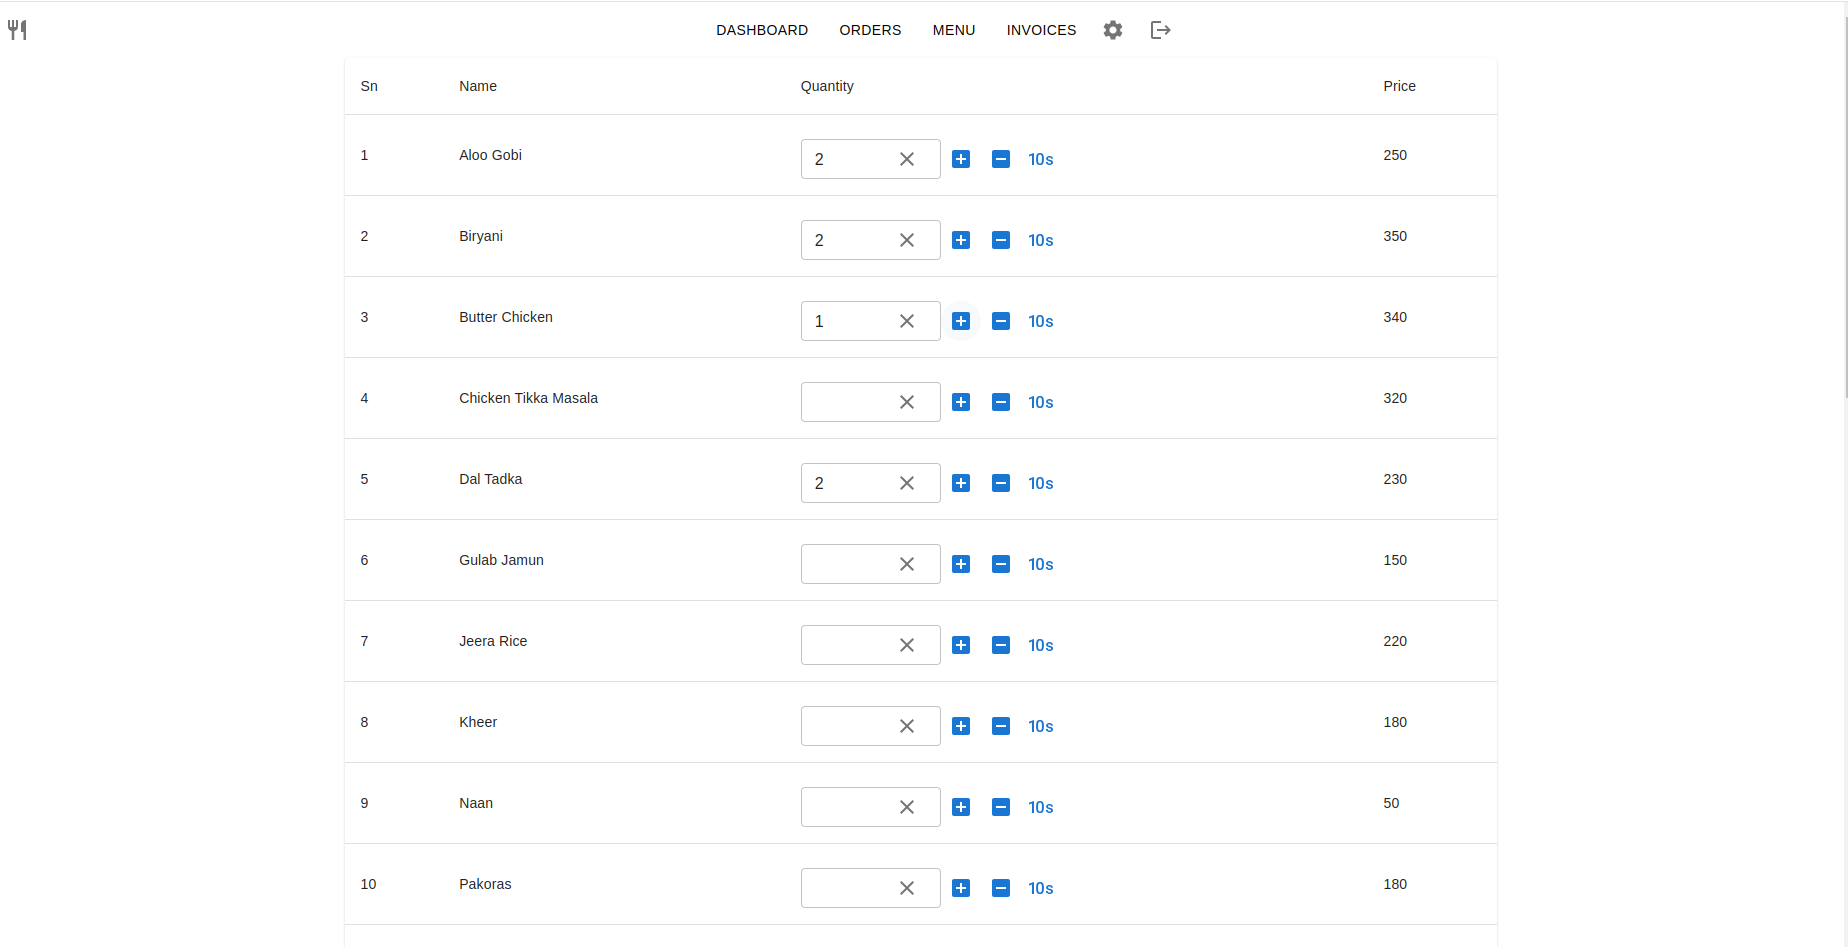 DASHBOARD ORDERS MENU INVOICES
Sn Name Quantity Price
1 Aloo Gobi 2 10s 250
2 Biryani 2 10s 350
3 Butter Chicken 1 10s 340
4 Chicken Tikka Masala 10s 320
5 Dal Tadka 2 10s 230
6 Gulab Jamun 10s 150
7 Jeera Rice 10s 220
8 Kheer 10s 180
9 Naan 10s 50
10 Pakoras 10s 180